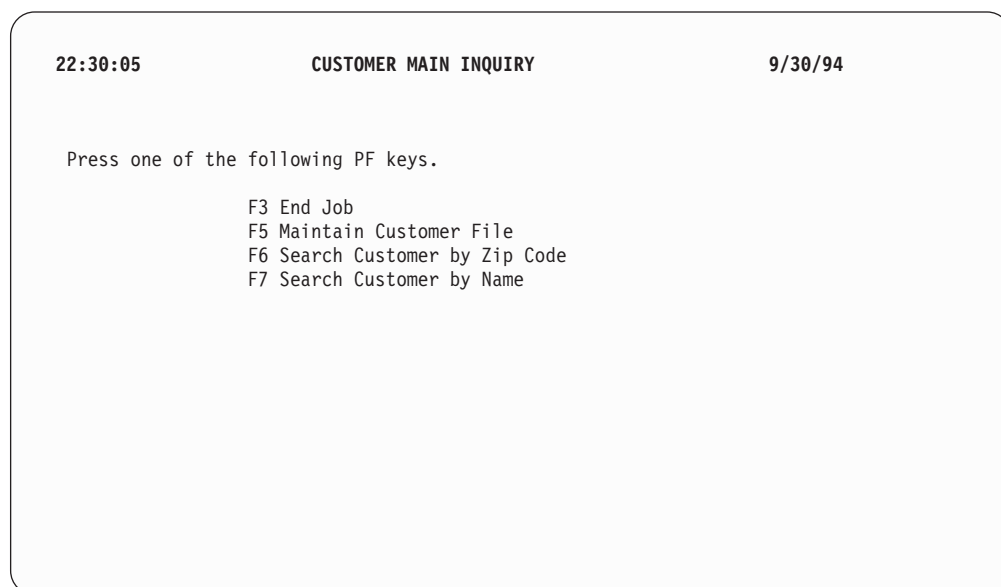 22:30:05 CUSTOMER MAIN INQUIRY 9/30/94
Press one of the following PF keys.
F3 End Job
F5 Maintain Customer File
F6 Search Customer by Zip Code
F7 Search Customer by Name